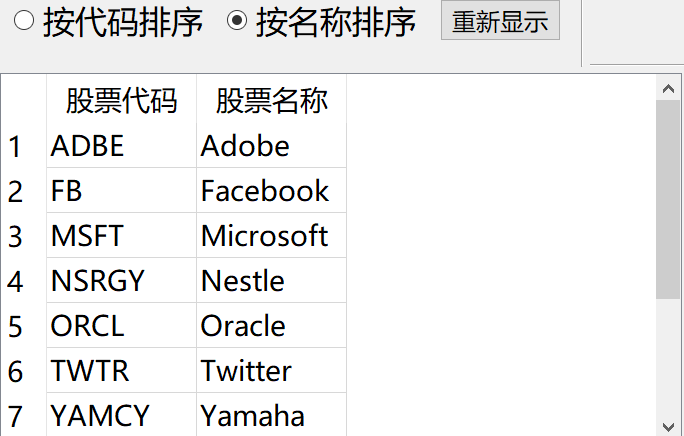 按代码排序 按名称排序 重新显示
股票代码 股票名称
1 ADBE Adobe
2 FB Facebook
3 MSFT Microsoft
4 NSRGY Nestle
5 ORCL Oracle
6 TWTR Twitter
7 YAMCY Yamaha